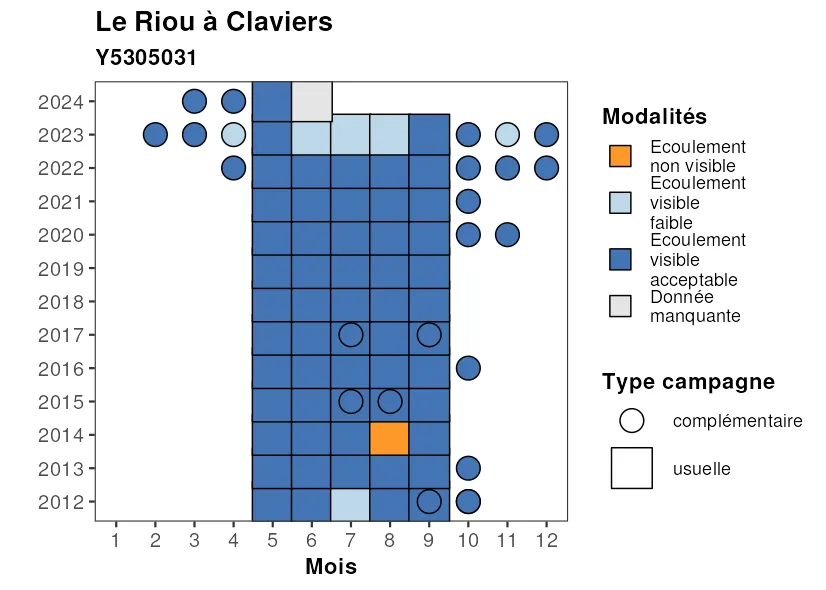 Le Riou à Claviers
Y5305031
2024
2023
2022
2021
2020
2019
2018
2017
2016
2015
2014
2013
2012
1 2 3 4 5 6 7 8 9 10 11 12
Mois
Modalités
Ecoulement
non visible
Ecoulement
visible
faible
Ecoulement
visible
acceptable
Donnée
manquante
Type campagne
complémentaire
usuelle